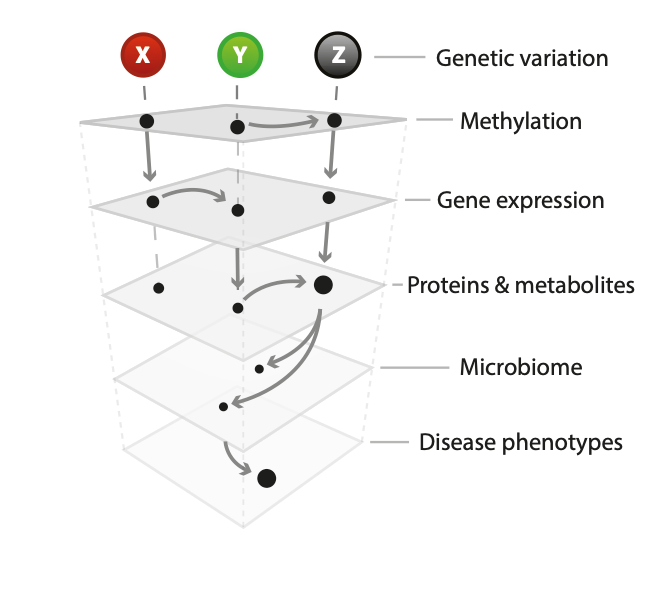 X Y Z Genetic variation
Methylation
Gene expression
Proteins & metabolites
Microbiome
Disease phenotypes